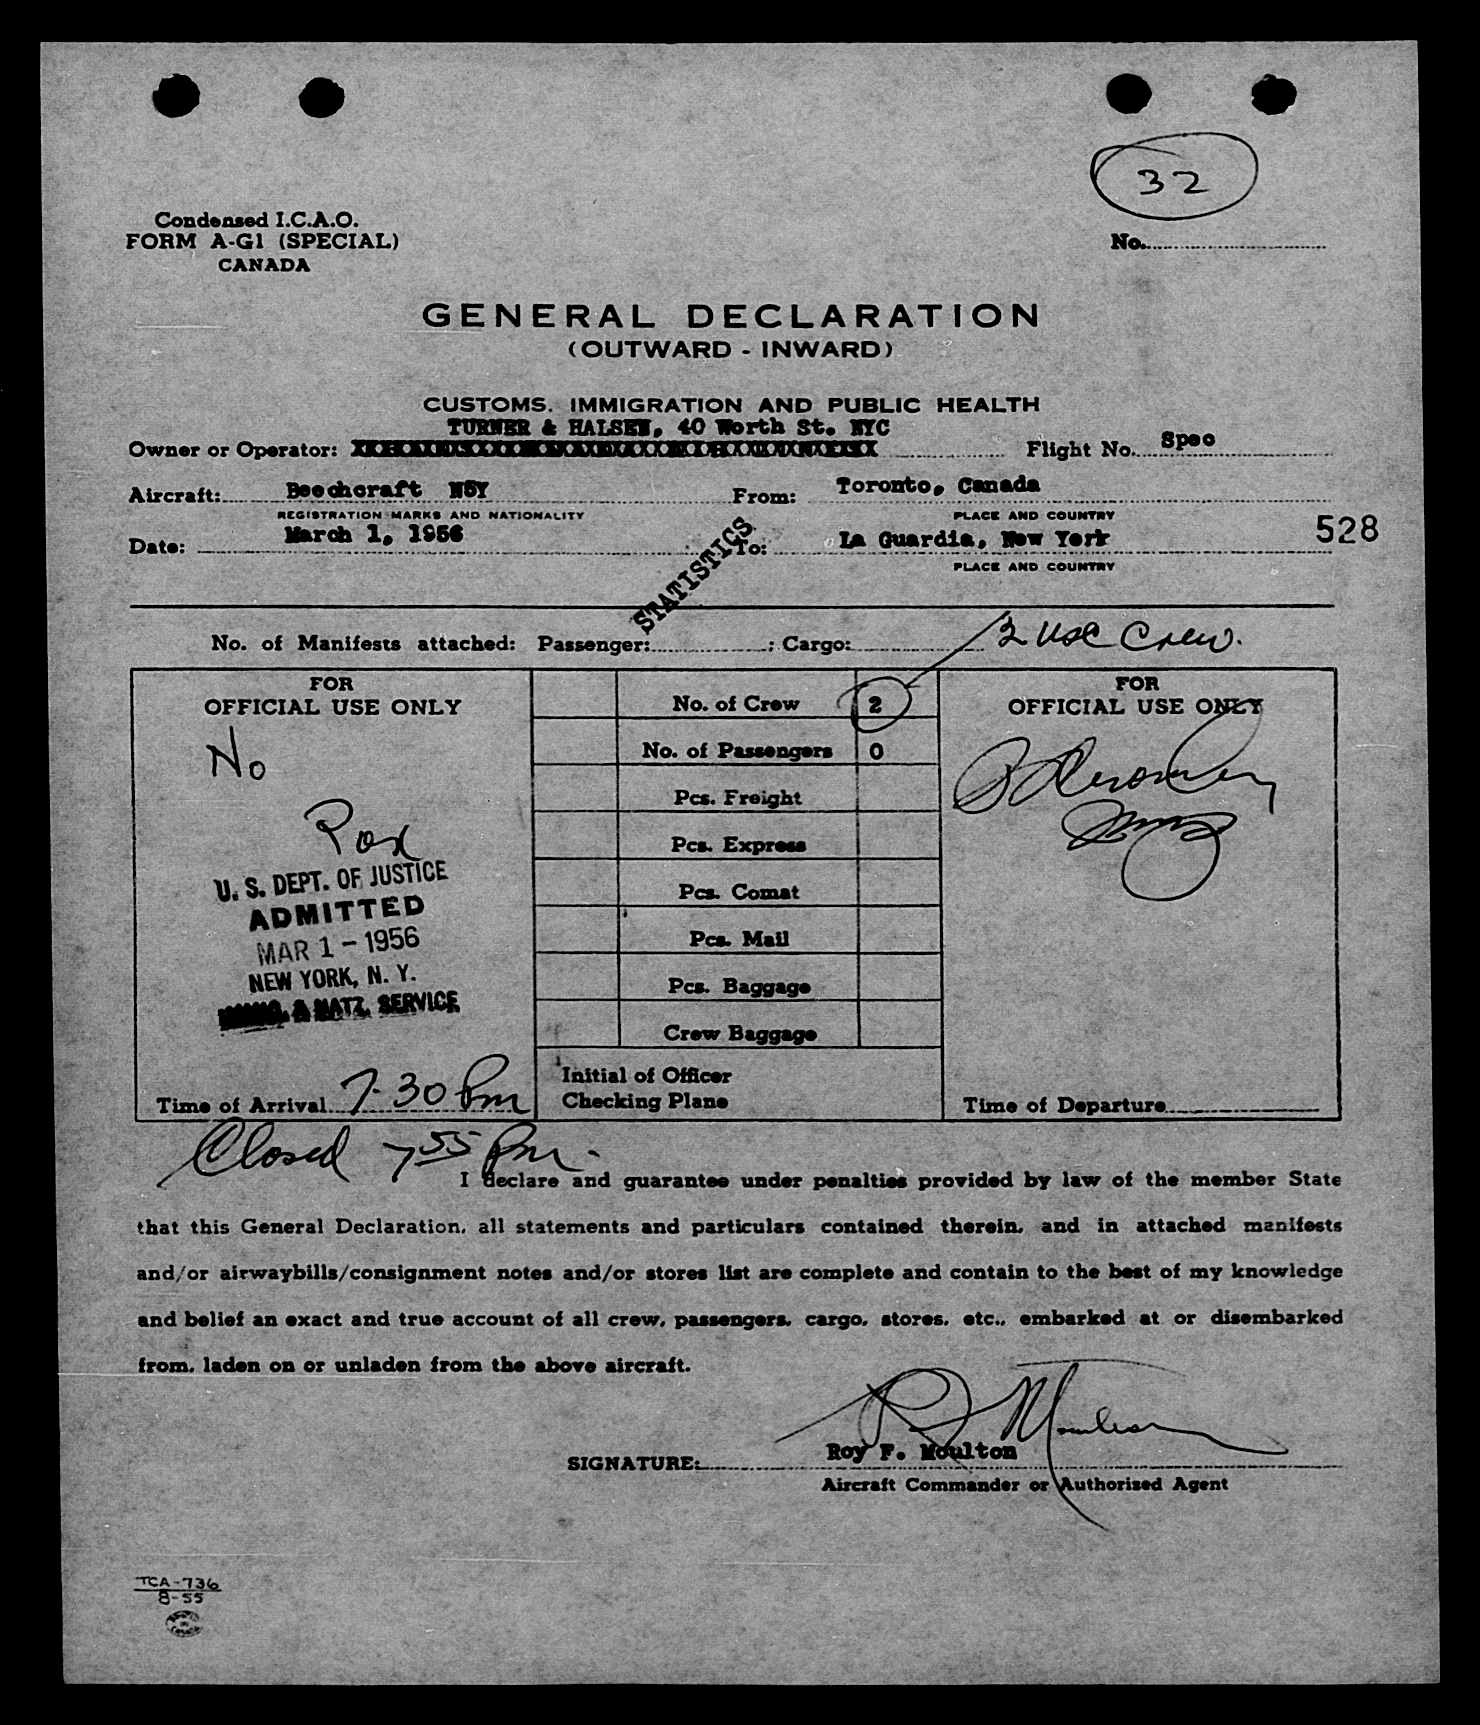 32
Condensed I.C.A.O.
FORM A-G1 (SPECIAL)
CANADA
No.
GENERAL DECLARATION
(OUTWARD - INWARD)
CUSTOMS, IMMIGRATION AND PUBLIC HEALTH
TURNER & HALSEY, 40 Worth St. NYC
Owner or Operator: Flight No. Spec
Aircraft: Beechcraft N5Y From: Toronto, Canada
REGISTRATION MARKS AND NATIONALITY PLACE AND COUNTRY
Date: March 1, 1956 To: La Guardia, New York 528
PLACE AND COUNTRY
STATISTICS
No. of Manifests attached: Passenger: ; Cargo: 2 USC Crew.
FOR
OFFICIAL USE ONLY
No
Pax
U. S. DEPT. OF JUSTICE
ADMITTED
MAR 1 - 1956
NEW YORK, N. Y.
IMMIG. & NATZ. SERVICE
Time of Arrival 7-30 Pm
No. of Crew 2
No. of Passengers 0
Pcs. Freight
Pcs. Express
Pcs. Comat
Pcs. Mail
Pcs. Baggage
Crew Baggage
Initial of Officer
Checking Plane
FOR
OFFICIAL USE ONLY
Time of Departure
Closed 7 55 Pm.
I declare and guarantee under penalties provided by law of the member State
that this General Declaration, all statements and particulars contained therein, and in attached manifests
and/or airwaybills/consignment notes and/or stores list are complete and contain to the best of my knowledge
and belief an exact and true account of all crew, passengers, cargo, stores, etc., embarked at or disembarked
from, laden on or unladen from the above aircraft.
R F Moulton
SIGNATURE: Roy F. Moulton
Aircraft Commander or Authorized Agent
TCA-736
8-55